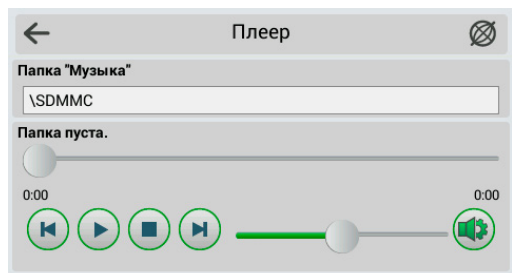 Плеер
Папка "Музыка"
\SDMMC
Папка пуста.
0:00 0:00